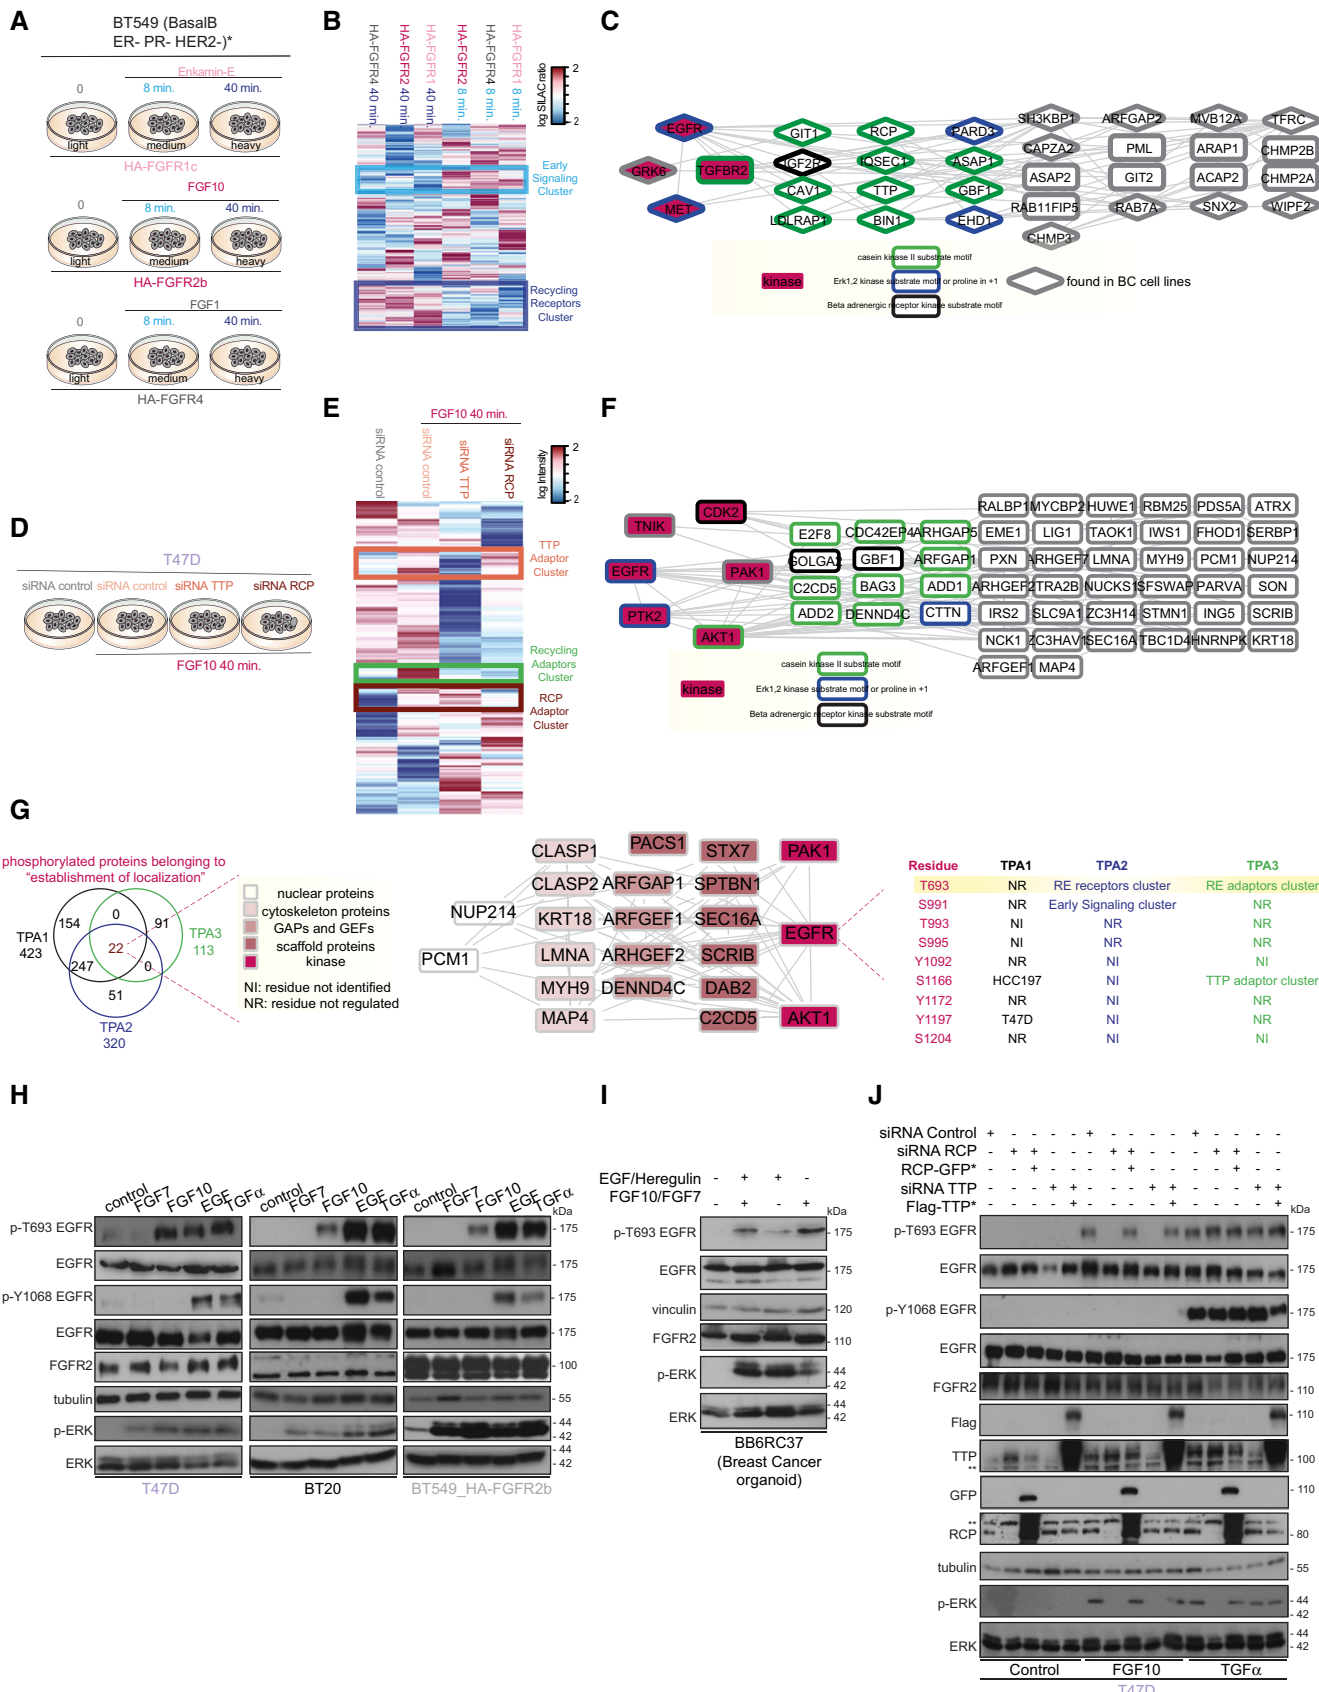 A
BT549 (BasalB
ER- PR- HER2-)*
Enkamin-E
0
8 min.
40 min.
light
medium
heavy
HA-FGFR1c
FGF10
0
8 min.
40 min.
light
medium
heavy
HA-FGFR2b
FGF1
0
8 min.
40 min.
light
medium
heavy
HA-FGFR4
B
HA-FGFR4 40 min.
HA-FGFR2 40 min.
HA-FGFR1 40 min.
HA-FGFR2 8 min.
HA-FGFR4 8 min.
HA-FGFR1 8 min.
log SILAC ratio
2
-2
Early
Signaling
Cluster
Recycling
Receptors
Cluster
C
EGFR
GRK6
TGFBR2
MET
GIT1
RCP
PARD3
IGF2R
IQSEC1
ASAP1
CAV1
TTP
GBF1
LDLRAP1
BIN1
EHD1
SH3KBP1
ARFGAP2
MVB12A
TFRC
CAPZA2
PML
ARAP1
CHMP2B
ASAP2
GIT2
ACAP2
CHMP2A
RAB11FIP5
RAB7A
SNX2
WIPF2
CHMP3
kinase
casein kinase II substrate motif
Erk1,2 kinase substrate motif or proline in +1
Beta adrenergic receptor kinase substrate motif
found in BC cell lines
D
T47D
siRNA control
siRNA control
siRNA TTP
siRNA RCP
FGF10 40 min.
E
FGF10 40 min.
siRNA control
siRNA control
siRNA TTP
siRNA RCP
log Intensity
2
-2
TTP
Adaptor
Cluster
Recycling
Adaptors
Cluster
RCP
Adaptor
Cluster
F
TNIK
CDK2
EGFR
PAK1
PTK2
AKT1
E2F8
CDC42EP4
ARHGAP5
GOLGA2
GBF1
ARFGAP1
C2CD5
BAG3
ADD1
ADD2
DENND4C
CTTN
RALBP1
MYCBP2
HUWE1
RBM25
PDS5A
ATRX
EME1
LIG1
TAOK1
IWS1
FHOD1
SERBP1
PXN
ARHGEF7
LMNA
MYH9
PCM1
NUP214
ARHGEF2
TRA2B
NUCKS1
SFSWAP
PARVA
SON
IRS2
SLC9A1
ZC3H14
STMN1
ING5
SCRIB
NCK1
ZC3HAV1
SEC16A
TBC1D4
HNRNPK
KRT18
ARFGEF1
MAP4
kinase
casein kinase II substrate motif
Erk1,2 kinase substrate motif or proline in +1
Beta adrenergic receptor kinase substrate motif
G
phosphorylated proteins belonging to
"establishment of localization"
154
0
91
22
247
0
51
TPA1
423
TPA3
113
TPA2
320
nuclear proteins
cytoskeleton proteins
GAPs and GEFs
scaffold proteins
kinase
NI: residue not identified
NR: residue not regulated
NUP214
PCM1
CLASP1
CLASP2
KRT18
LMNA
MYH9
MAP4
ARFGAP1
ARFGEF1
ARHGEF2
DENND4C
PACS1
STX7
SPTBN1
SEC16A
SCRIB
DAB2
C2CD5
PAK1
EGFR
AKT1
Residue TPA1 TPA2 TPA3
T693 NR RE receptors cluster RE adaptors cluster
S991 NR Early Signaling cluster NR
T993 NI NR NR
S995 NI NR NR
Y1092 NR NI NI
S1166 HCC197 NI TTP adaptor cluster
Y1172 NR NI NR
Y1197 T47D NI NR
S1204 NR NI NI
H
control FGF7 FGF10 EGF TGFα
control FGF7 FGF10 EGF TGFα
control FGF7 FGF10 EGF TGFα
kDa
p-T693 EGFR - 175
EGFR - 175
p-Y1068 EGFR - 175
EGFR - 175
FGFR2 - 100
tubulin - 55
p-ERK - 44
- 42
ERK - 44
- 42
T47D
BT20
BT549_HA-FGFR2b
I
EGF/Heregulin - + + -
FGF10/FGF7 - + - +
kDa
p-T693 EGFR - 175
EGFR - 175
vinculin - 120
FGFR2 - 110
p-ERK - 44
- 42
ERK - 44
- 42
BB6RC37
(Breast Cancer
organoid)
J
siRNA Control + - - - - + - - - - + - - - -
siRNA RCP - + + - - - + + - - - + + - -
RCP-GFP* - - + - - - - + - - - - + - -
siRNA TTP - - - + + - - - + + - - - + +
Flag-TTP* - - - - + - - - - + - - - - +
kDa
p-T693 EGFR - 175
EGFR - 175
p-Y1068 EGFR - 175
EGFR - 175
FGFR2 - 110
Flag - 110
TTP - 100
**
GFP - 110
**
RCP - 80
tubulin - 55
p-ERK - 44
- 42
ERK - 44
- 42
Control
FGF10
TGFα
T47D